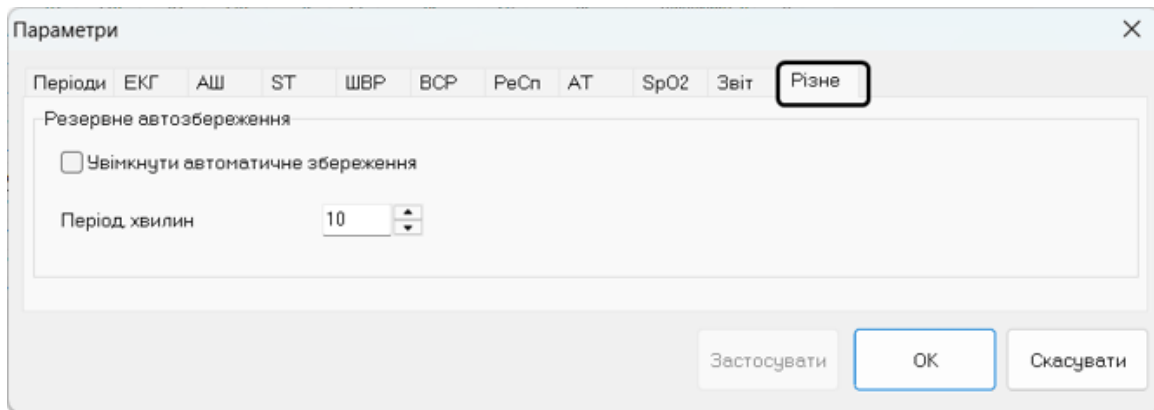 Параметри
Періоди ЕКГ АШ ST ШВР ВСР РеСп АТ SpO2 Звіт Різне
Резервне автозбереження
Увімкнути автоматичне збереження
Період, хвилин 10
Застосувати ОК Скасувати